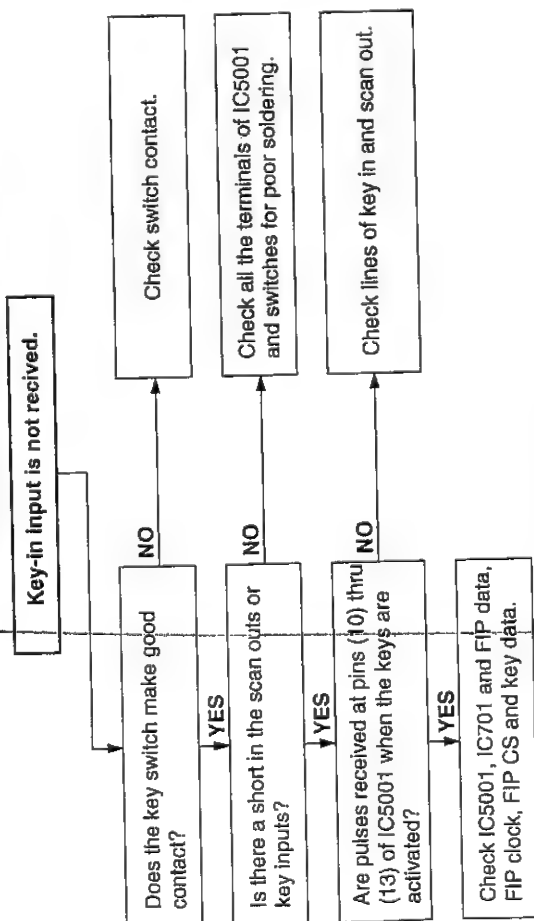 Key-in input is not recived.
Does the key switch make good
contact?
NO
Check switch contact.
YES
Is there a short in the scan outs or
key inputs?
NO
Check all the terminals of IC5001
and switches for poor soldering.
YES
Are pulses received at pins (10) thru
(13) of IC5001 when the keys are
activated?
NO
Check lines of key in and scan out.
YES
Check IC5001, IC701 and FIP data,
FIP clock, FIP CS and key data.